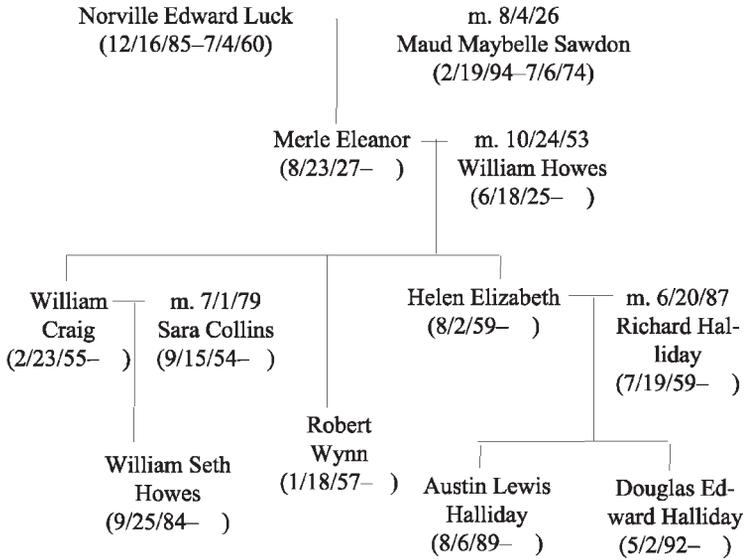 Norville Edward Luck
(12/16/85–7/4/60)
m. 8/4/26
Maud Maybelle Sawdon
(2/19/94–7/6/74)
Merle Eleanor
(8/23/27– )
m. 10/24/53
William Howes
(6/18/25– )
William
Craig
(2/23/55– )
m. 7/1/79
Sara Collins
(9/15/54– )
Helen Elizabeth
(8/2/59– )
m. 6/20/87
Richard Hal-
liday
(7/19/59– )
William Seth
Howes
(9/25/84– )
Robert
Wynn
(1/18/57– )
Austin Lewis
Halliday
(8/6/89– )
Douglas Ed-
ward Halliday
(5/2/92– )